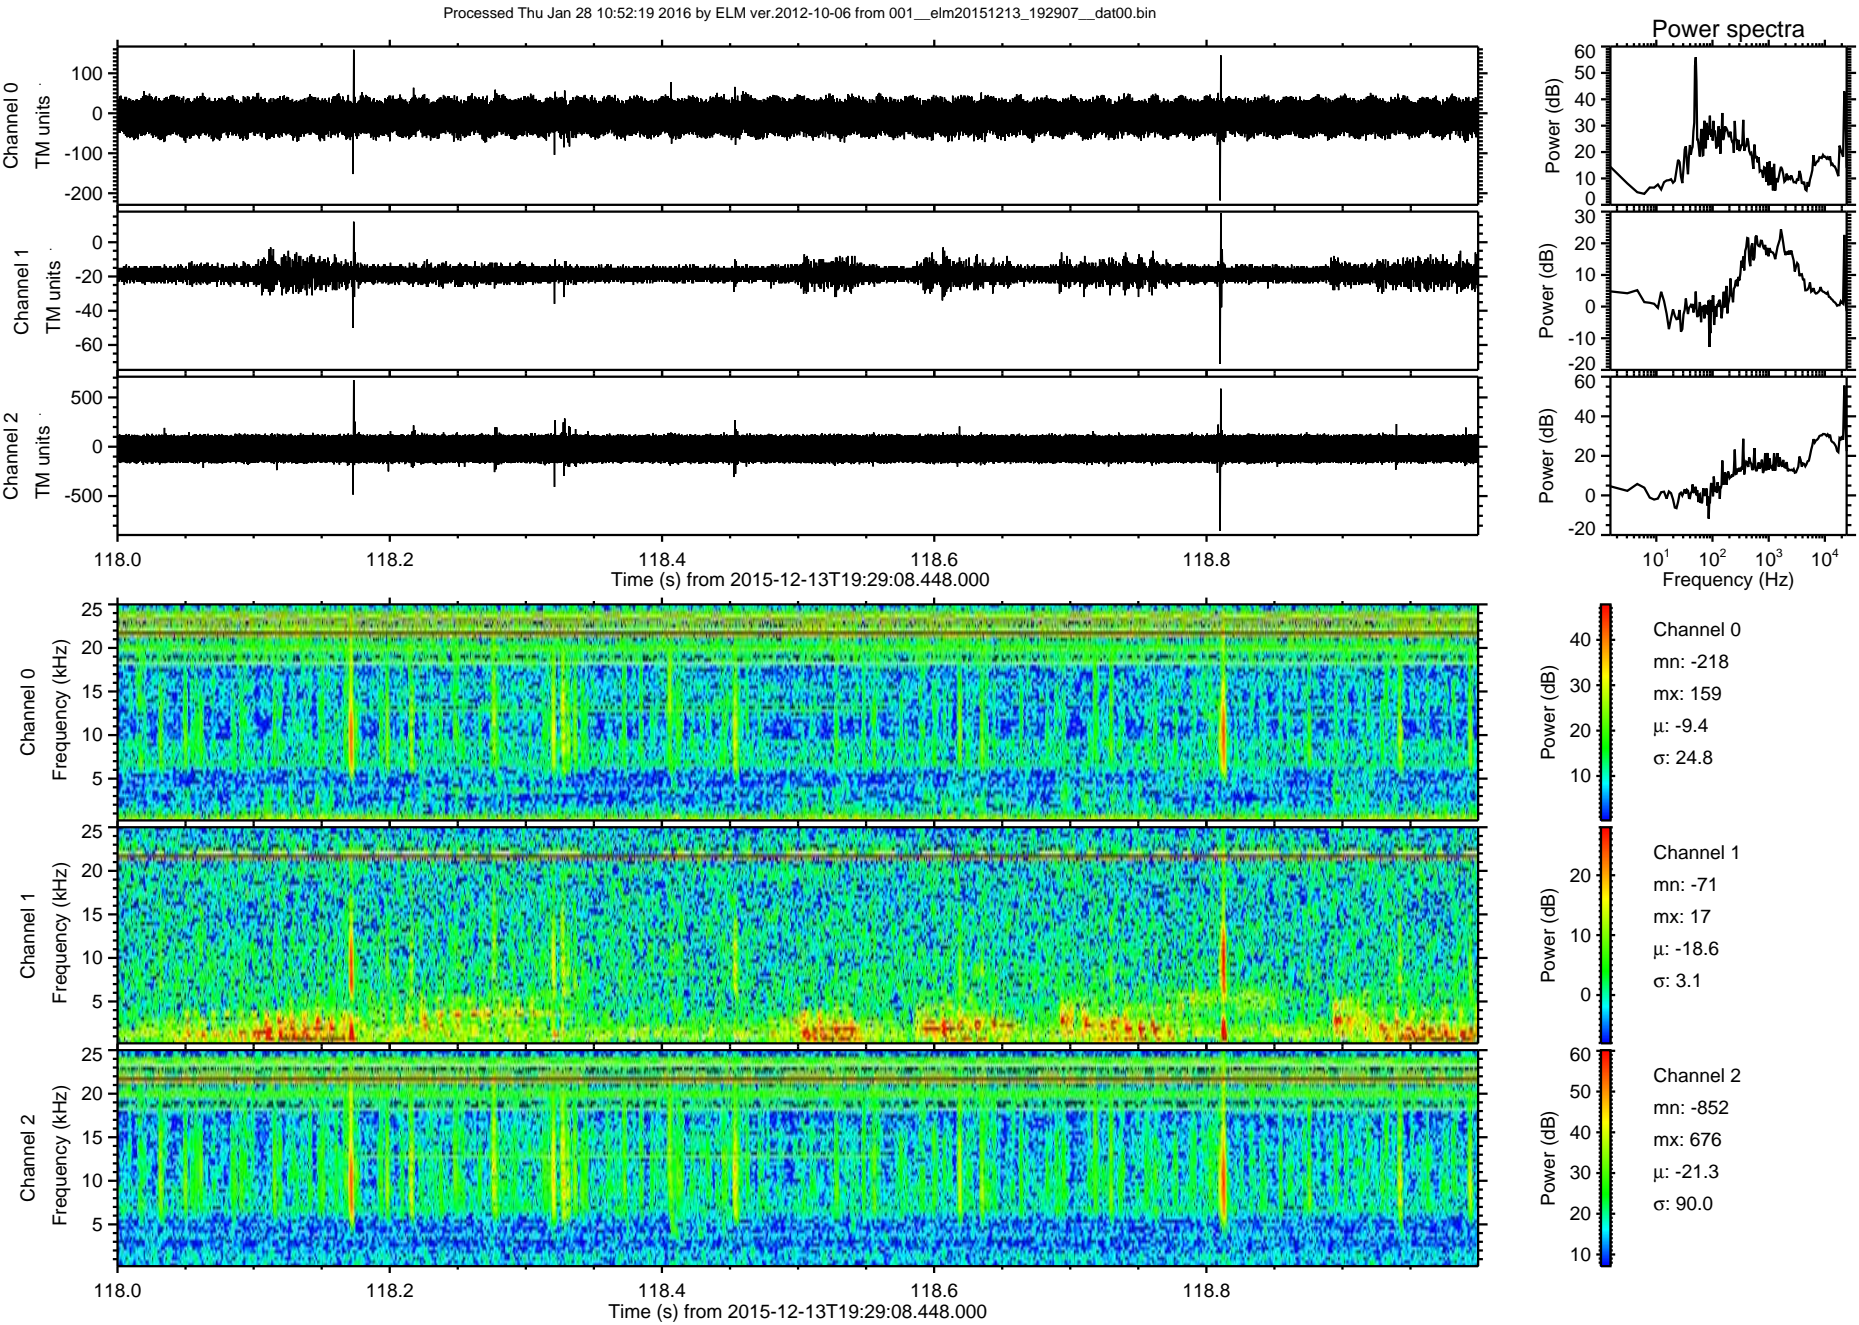 Processed Thu Jan 28 10:52:19 2016 by ELM ver.2012-10-06 from 001__elm20151213_192907__dat00.bin
Power spectra
Channel 0
TM units
100
0
-100
-200
Power (dB)
60
50
40
30
20
10
0
Channel 1
TM units
0
-20
-40
-60
Power (dB)
30
20
10
0
-10
-20
Channel 2
TM units
500
0
-500
Power (dB)
60
40
20
0
-20
118.0 118.2 118.4 118.6 118.8
Time (s) from 2015-12-13T19:29:08.448.000
10^1 10^2 10^3 10^4
Frequency (Hz)
Channel 0
Frequency (kHz)
25
20
15
10
5
Power (dB)
40
30
20
10
Channel 0
mn: -218
mx: 159
μ: -9.4
σ: 24.8
Channel 1
Frequency (kHz)
25
20
15
10
5
Power (dB)
20
10
0
Channel 1
mn: -71
mx: 17
μ: -18.6
σ: 3.1
Channel 2
Frequency (kHz)
25
20
15
10
5
Power (dB)
60
50
40
30
20
10
Channel 2
mn: -852
mx: 676
μ: -21.3
σ: 90.0
118.0 118.2 118.4 118.6 118.8
Time (s) from 2015-12-13T19:29:08.448.000